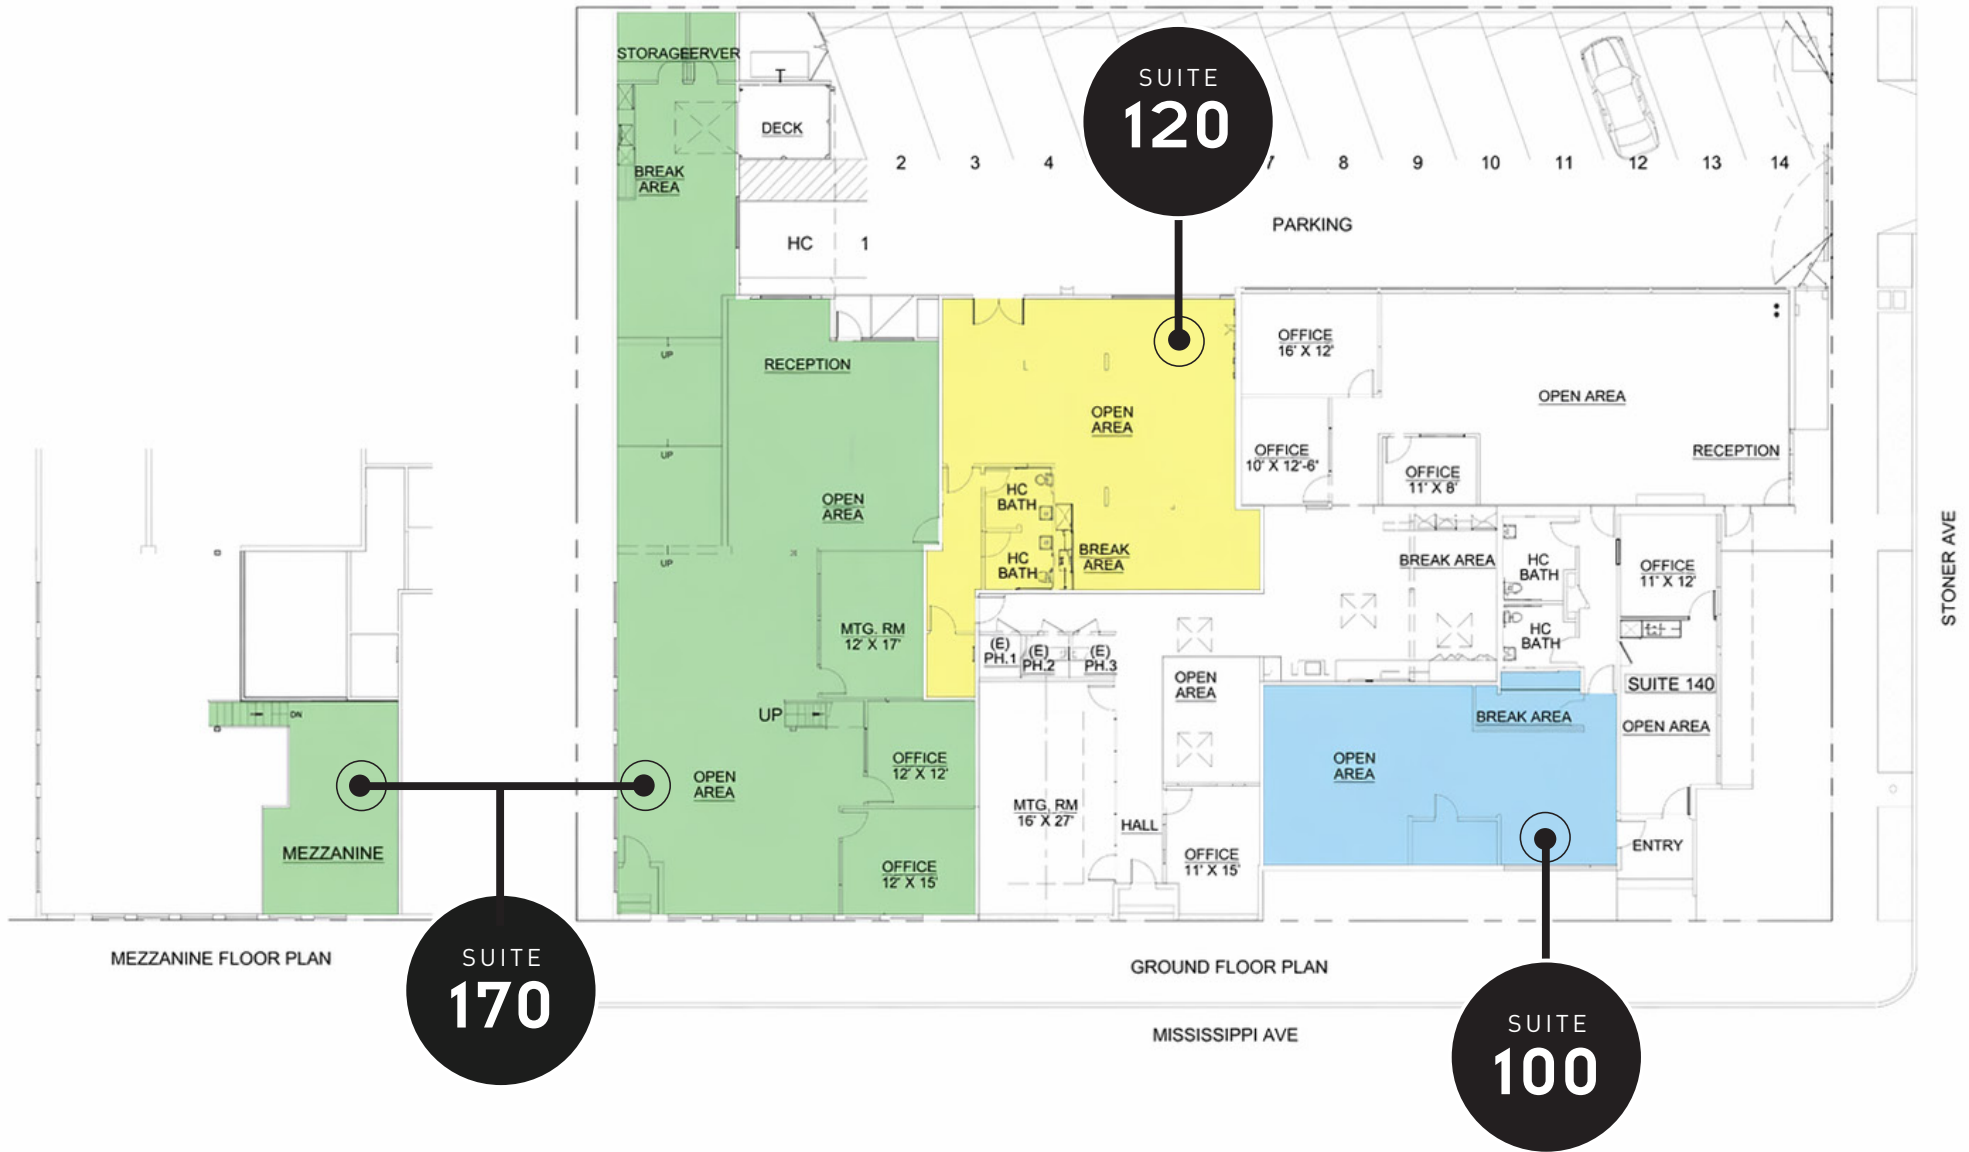 STORAGEERVER
T
DECK
BREAK
AREA
HC
1
2
3
4
7
8
9
10
11
12
13
14
PARKING
SUITE
120
UP
UP
UP
RECEPTION
OPEN
AREA
MTG. RM
12' X 17'
UP
OPEN
AREA
OFFICE
12' X 12'
OFFICE
12' X 15'
OPEN
AREA
HC
BATH
HC
BATH
BREAK
AREA
OFFICE
16' X 12'
OFFICE
10' X 12'-6"
OFFICE
11' X 8'
OPEN AREA
RECEPTION
BREAK AREA
HC
BATH
HC
BATH
OFFICE
11' X 12'
SUITE 140
OPEN AREA
ENTRY
(E)
PH.1
(E)
PH.2
(E)
PH.3
OPEN
AREA
MTG. RM
16' X 27'
HALL
OFFICE
11' X 15'
OPEN
AREA
BREAK AREA
DN
MEZZANINE
MEZZANINE FLOOR PLAN
SUITE
170
GROUND FLOOR PLAN
MISSISSIPPI AVE
SUITE
100
STONER AVE